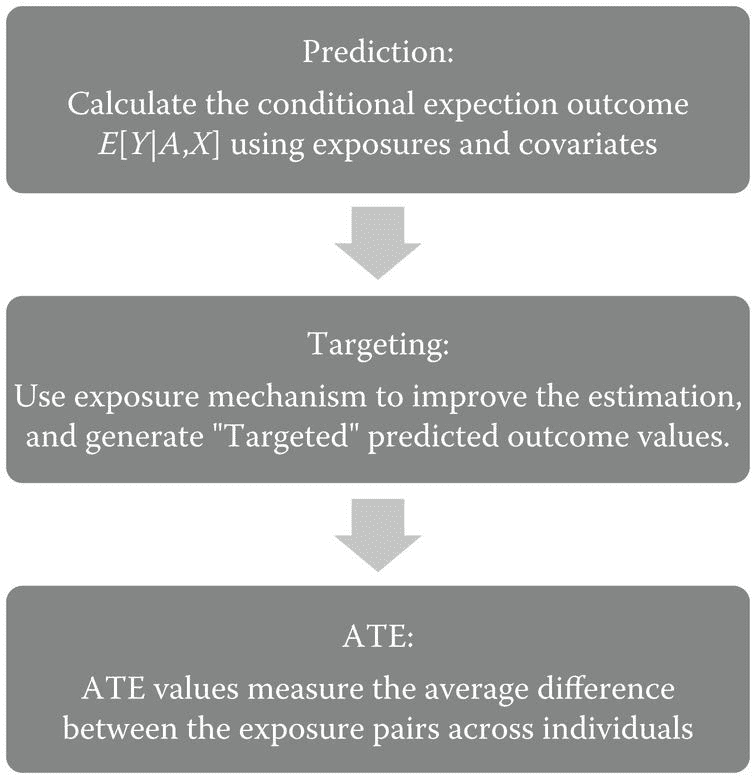 Prediction:
Calculate the conditional expection outcome
E[Y|A,X] using exposures and covariates
Targeting:
Use exposure mechanism to improve the estimation,
and generate "Targeted" predicted outcome values.
ATE:
ATE values measure the average difference
between the exposure pairs across individuals